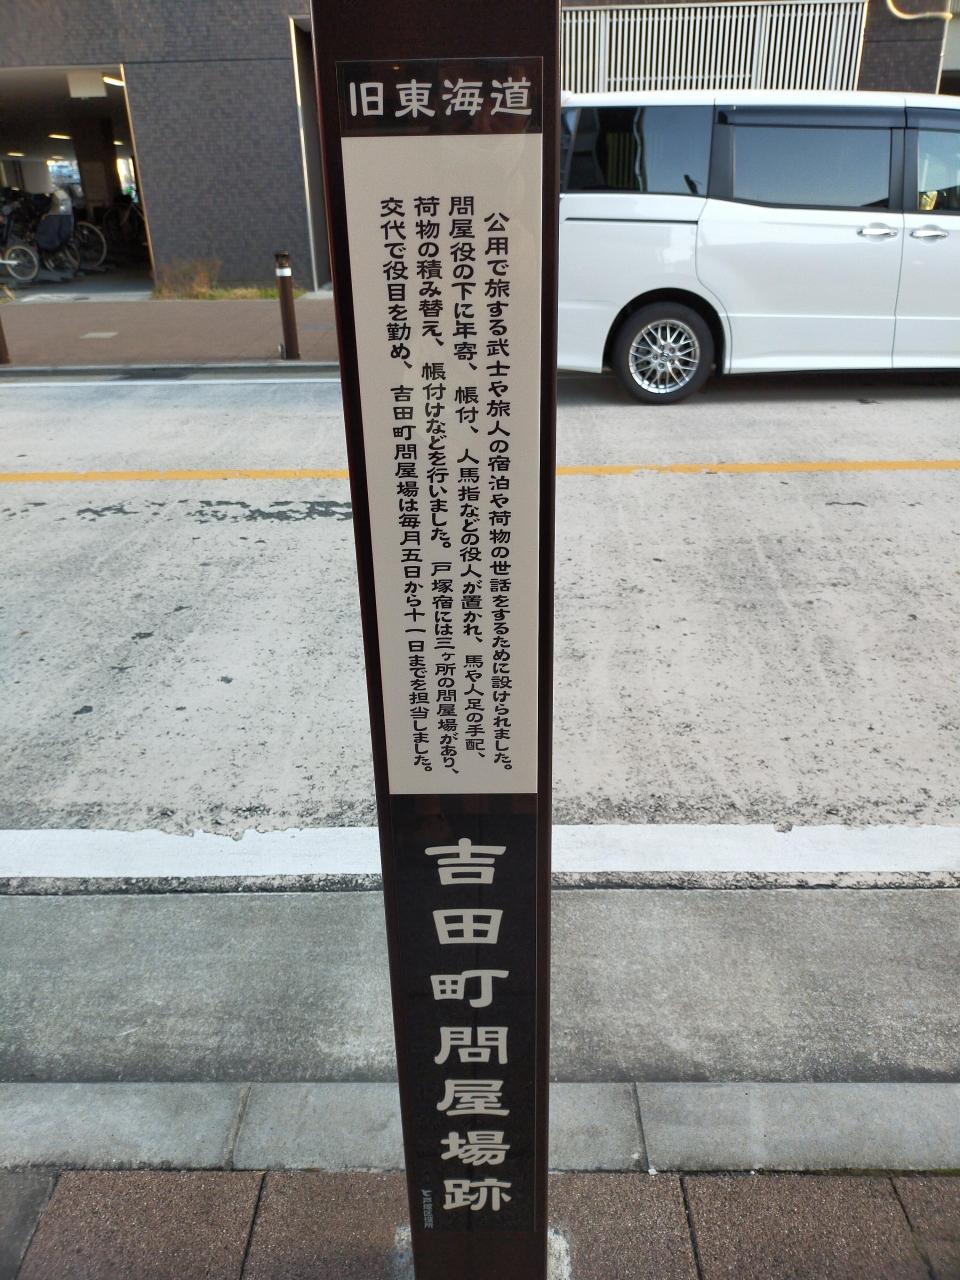 旧東海道
公用で旅する武士や旅人の宿泊や荷物の世話をするために設けられました。
問屋役の下に年寄、帳付、人馬指などの役人が置かれ、馬や人足の手配、
荷物の積み替え、帳付けなどを行いました。戸塚宿には三ヶ所の問屋場があり、
交代で役目を勤め、吉田町問屋場は毎月五日から十一日までを担当しました。
吉田町問屋場跡
戸塚区役所